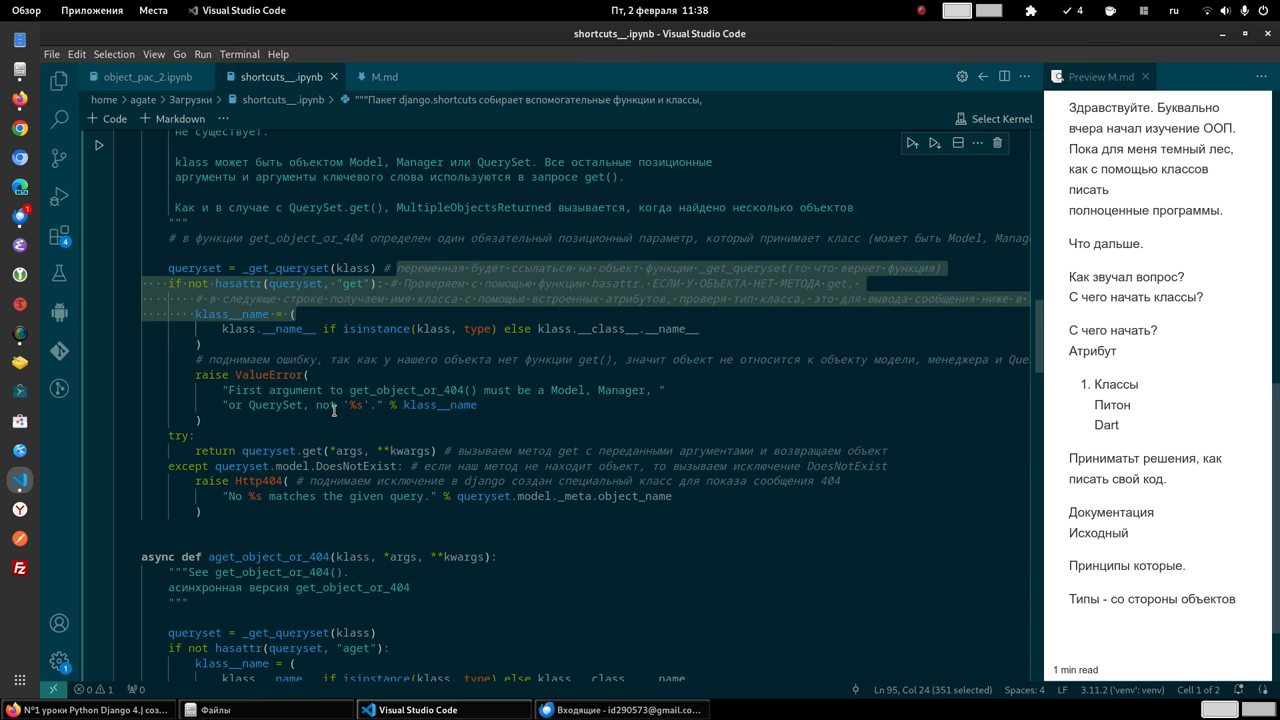 Обзор Приложения Места Visual Studio Code Пт, 2 февраля 11:38 4 ru
shortcuts__.ipynb - Visual Studio Code
File Edit Selection View Go Run Terminal Help
object_pac_2.ipynb shortcuts__.ipynb M.md Preview M.md
home > agate > Загрузки > shortcuts__.ipynb > """Пакет django.shortcuts собирает вспомогательные функции и классы,
+ Code + Markdown ··· Select Kernel
не существует.
klass может быть объектом Model, Manager или QuerySet. Все остальные позиционные
аргументы и аргументы ключевого слова используются в запросе get().
Как и в случае с QuerySet.get(), MultipleObjectsReturned вызывается, когда найдено несколько объектов
"""
# в функции get_object_or_404 определен один обязательный позиционный параметр, который принимает класс (может быть Model, Manag
queryset = _get_queryset(klass) # переменная будет ссылаться на объект функции _get_queryset(то что вернет функция)
if not hasattr(queryset, "get"): # Проверяем с помощью функции hasattr. ЕСЛИ У ОБЪЕКТА НЕТ МЕТОДА get,
# в следующе строке получаем имя класса с помощью встроенных атрибутов, проверя тип класса, это для вывода сообщения ниже в
klass__name = (
klass.__name__ if isinstance(klass, type) else klass.__class__.__name__
)
# поднимаем ошибку, так как у нашего объекта нет функции get(), значит объект не относится к объекту модели, менеджера и Que
raise ValueError(
"First argument to get_object_or_404() must be a Model, Manager, "
"or QuerySet, not '%s'." % klass__name
)
try:
return queryset.get(*args, **kwargs) # вызываем метод get с переданными аргументами и возвращаем объект
except queryset.model.DoesNotExist: # если наш метод не находит объект, то вызываем исключение DoesNotExist
raise Http404( # поднимаем исключение в django создан специальный класс для показа сообщения 404
"No %s matches the given query." % queryset.model._meta.object_name
)
async def aget_object_or_404(klass, *args, **kwargs):
"""See get_object_or_404().
асинхронная версия get_object_or_404
"""
queryset = _get_queryset(klass)
if not hasattr(queryset, "aget"):
klass__name = (
klass.__name__ if isinstance(klass, type) else klass.__class__.__name__
Здравствуйте. Буквально
вчера начал изучение ООП.
Пока для меня темный лес,
как с помощью классов
писать
полноценные программы.
Что дальше.
Как звучал вопрос?
С чего начать классы?
С чего начать?
Атрибут
1. Классы
Питон
Dart
Приниматьт решения, как
писать свой код.
Документация
Исходный
Принципы которые.
Типы - со стороны объектов
1 min read
0 1 0 Ln 95, Col 24 (351 selected) Spaces: 4 LF 3.11.2 ('venv': venv) Cell 1 of 2
N°1 уроки Python Django 4.| созд... Файлы Visual Studio Code Входящие - id290573@gmail.co...